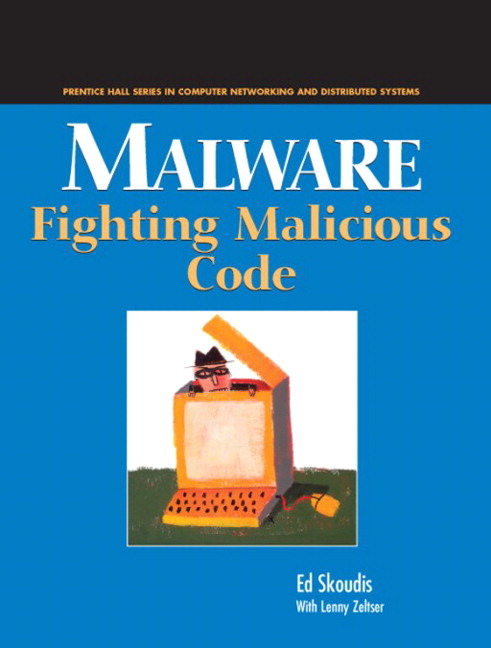 PRENTICE HALL SERIES IN COMPUTER NETWORKING AND DISTRIBUTED SYSTEMS
MALWARE
Fighting Malicious
Code
Ed Skoudis
With Lenny Zeltser